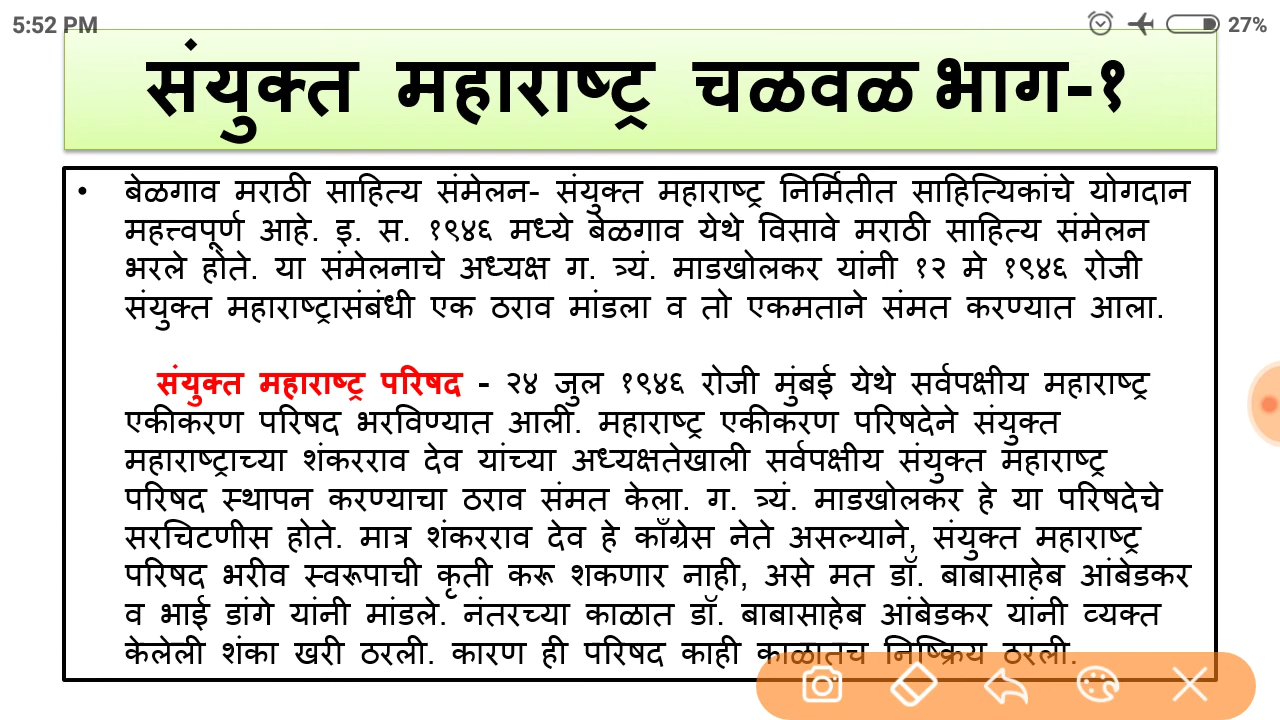 5:52 PM
27%
संयुक्त महाराष्ट्र चळवळ भाग-१
• बेळगाव मराठी साहित्य संमेलन- संयुक्त महाराष्ट्र निर्मितीत साहित्यिकांचे योगदान
महत्त्वपूर्ण आहे. इ. स. १९४६ मध्ये बेळगाव येथे विसावे मराठी साहित्य संमेलन
भरले होते. या संमेलनाचे अध्यक्ष ग. त्र्यं. माडखोलकर यांनी १२ मे १९४६ रोजी
संयुक्त महाराष्ट्रासंबंधी एक ठराव मांडला व तो एकमताने संमत करण्यात आला.
संयुक्त महाराष्ट्र परिषद - २४ जुल १९४६ रोजी मुंबई येथे सर्वपक्षीय महाराष्ट्र
एकीकरण परिषद भरविण्यात आली. महाराष्ट्र एकीकरण परिषदेने संयुक्त
महाराष्ट्राच्या शंकरराव देव यांच्या अध्यक्षतेखाली सर्वपक्षीय संयुक्त महाराष्ट्र
परिषद स्थापन करण्याचा ठराव संमत केला. ग. त्र्यं. माडखोलकर हे या परिषदेचे
सरचिटणीस होते. मात्र शंकरराव देव हे काँग्रेस नेते असल्याने, संयुक्त महाराष्ट्र
परिषद भरीव स्वरूपाची कृती करू शकणार नाही, असे मत डॉ. बाबासाहेब आंबेडकर
व भाई डांगे यांनी मांडले. नंतरच्या काळात डॉ. बाबासाहेब आंबेडकर यांनी व्यक्त
केलेली शंका खरी ठरली. कारण ही परिषद काही काळातच निष्क्रिय ठरली.